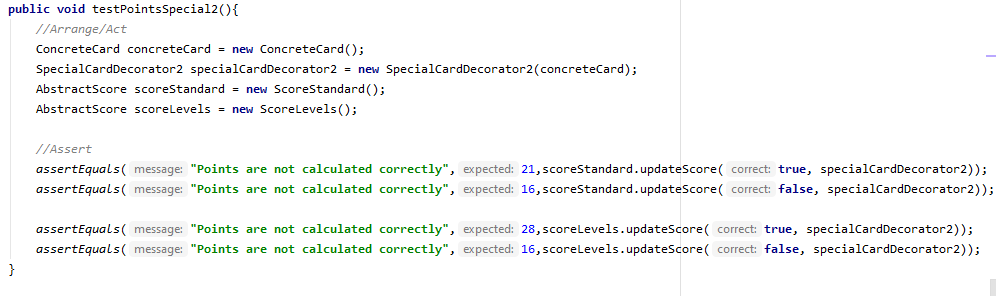 public void testPointsSpecial2(){
//Arrange/Act
ConcreteCard concreteCard = new ConcreteCard();
SpecialCardDecorator2 specialCardDecorator2 = new SpecialCardDecorator2(concreteCard);
AbstractScore scoreStandard = new ScoreStandard();
AbstractScore scoreLevels = new ScoreLevels();
//Assert
assertEquals( message: "Points are not calculated correctly", expected: 21,scoreStandard.updateScore( correct: true, specialCardDecorator2));
assertEquals( message: "Points are not calculated correctly", expected: 16,scoreStandard.updateScore( correct: false, specialCardDecorator2));
assertEquals( message: "Points are not calculated correctly", expected: 28,scoreLevels.updateScore( correct: true, specialCardDecorator2));
assertEquals( message: "Points are not calculated correctly", expected: 16,scoreLevels.updateScore( correct: false, specialCardDecorator2));
}